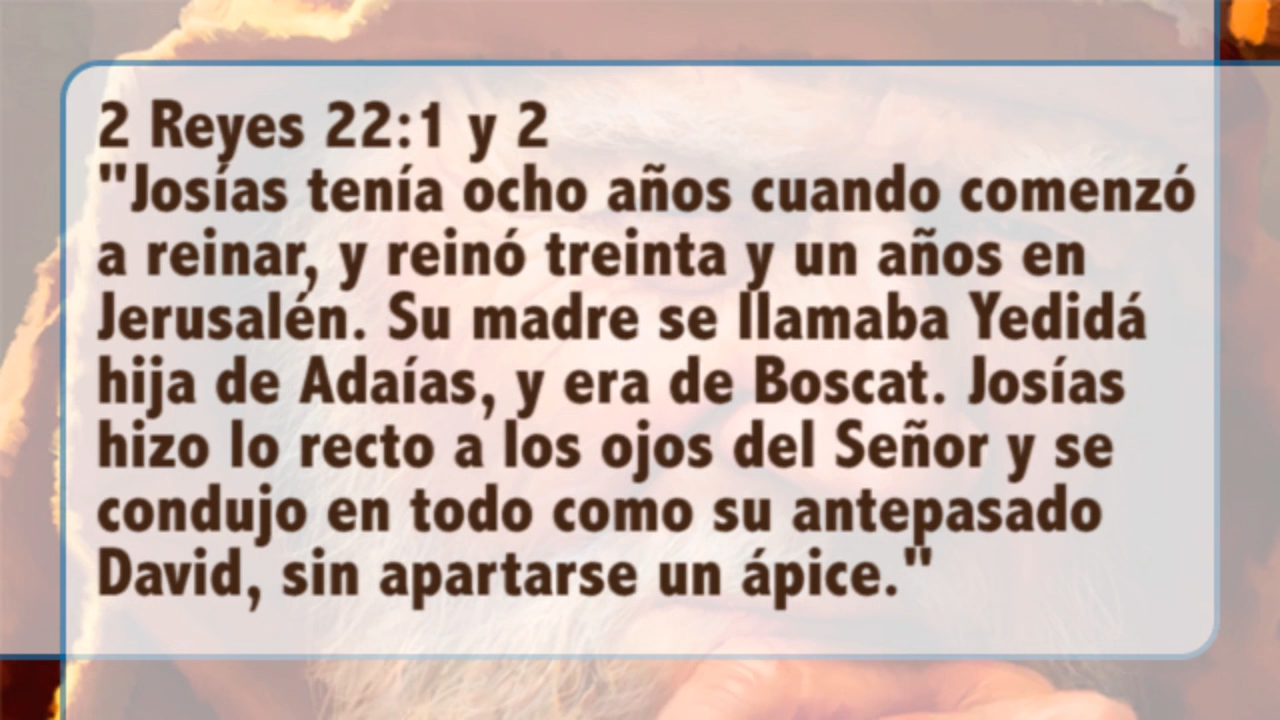 2 Reyes 22:1 y 2
"Josías tenía ocho años cuando comenzó
a reinar, y reinó treinta y un años en
Jerusalén. Su madre se llamaba Yedidá
hija de Adaías, y era de Boscat. Josías
hizo lo recto a los ojos del Señor y se
condujo en todo como su antepasado
David, sin apartarse un ápice."